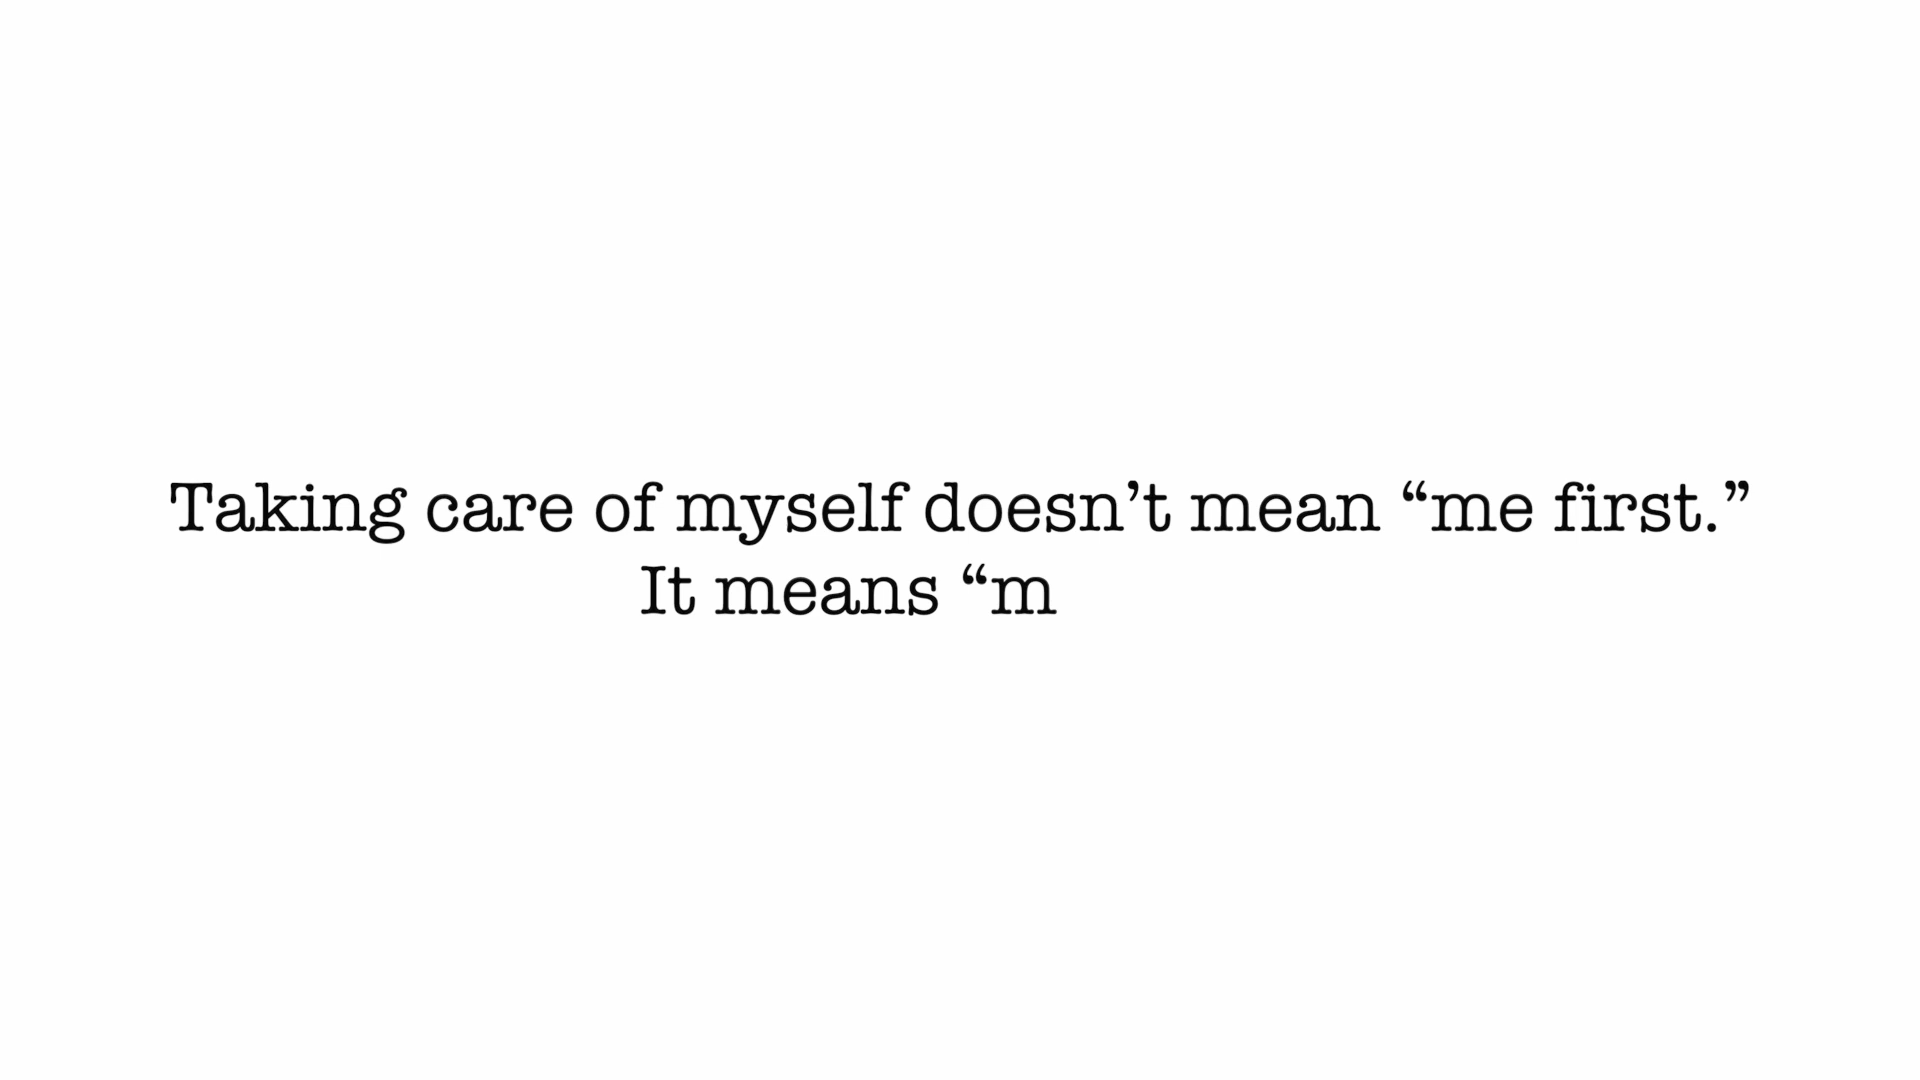 Taking care of myself doesn’t mean “me first.”
It means “m